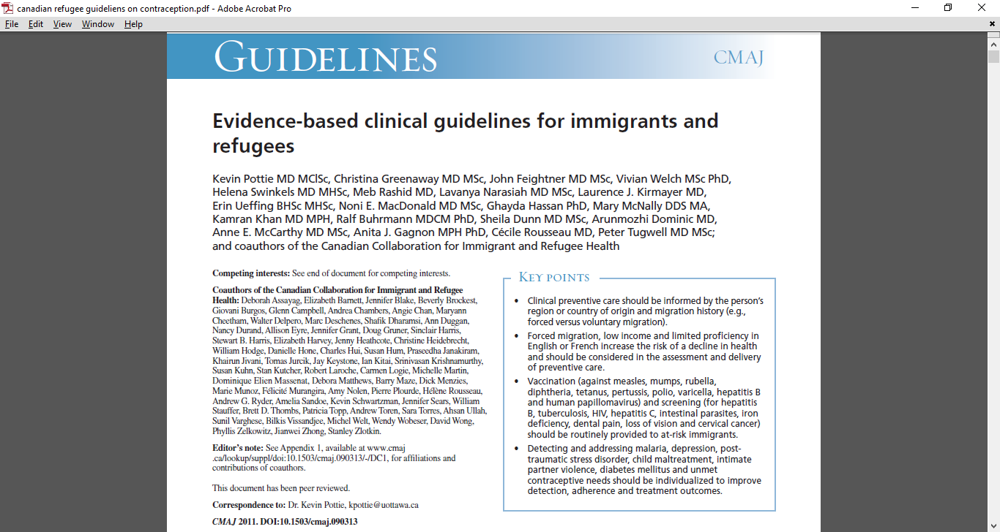 canadian refugee guideliens on contraception.pdf - Adobe Acrobat Pro
File Edit View Window Help
GUIDELINES
CMAJ
Evidence-based clinical guidelines for immigrants and
refugees
Kevin Pottie MD MClSc, Christina Greenaway MD MSc, John Feightner MD MSc, Vivian Welch MSc PhD,
Helena Swinkels MD MHSc, Meb Rashid MD, Lavanya Narasiah MD MSc, Laurence J. Kirmayer MD,
Erin Ueffing BHSc MHSc, Noni E. MacDonald MD MSc, Ghayda Hassan PhD, Mary McNally DDS MA,
Kamran Khan MD MPH, Ralf Buhrmann MDCM PhD, Sheila Dunn MD MSc, Arunmozhi Dominic MD,
Anne E. McCarthy MD MSc, Anita J. Gagnon MPH PhD, Cécile Rousseau MD, Peter Tugwell MD MSc;
and coauthors of the Canadian Collaboration for Immigrant and Refugee Health
Competing interests: See end of document for competing interests.
Coauthors of the Canadian Collaboration for Immigrant and Refugee
Health: Deborah Assayag, Elizabeth Barnett, Jennifer Blake, Beverly Brockest,
Giovani Burgos, Glenn Campbell, Andrea Chambers, Angie Chan, Maryann
Cheetham, Walter Delpero, Marc Deschenes, Shafik Dharamsi, Ann Duggan,
Nancy Durand, Allison Eyre, Jennifer Grant, Doug Gruner, Sinclair Harris,
Stewart B. Harris, Elizabeth Harvey, Jenny Heathcote, Christine Heidebrecht,
William Hodge, Danielle Hone, Charles Hui, Susan Hum, Praseedha Janakiram,
Khairun Jivani, Tomas Jurcik, Jay Keystone, Ian Kitai, Srinivasan Krishnamurthy,
Susan Kuhn, Stan Kutcher, Robert Laroche, Carmen Logie, Michelle Martin,
Dominique Elien Massenat, Debora Matthews, Barry Maze, Dick Menzies,
Marie Munoz, Félicité Murangira, Amy Nolen, Pierre Plourde, Hélène Rousseau,
Andrew G. Ryder, Amelia Sandoe, Kevin Schwartzman, Jennifer Sears, William
Stauffer, Brett D. Thombs, Patricia Topp, Andrew Toren, Sara Torres, Ahsan Ullah,
Sunil Varghese, Bilkis Vissandjee, Michel Welt, Wendy Wobeser, David Wong,
Phyllis Zelkowitz, Jianwei Zhong, Stanley Zlotkin.
Editor's note: See Appendix 1, available at www.cmaj
.ca/lookup/suppl/doi:10.1503/cmaj.090313/-/DC1, for affiliations and
contributions of coauthors.
This document has been peer reviewed.
Correspondence to: Dr. Kevin Pottie, kpottie@uottawa.ca
CMAJ 2011. DOI:10.1503/cmaj.090313
KEY POINTS
• Clinical preventive care should be informed by the person's
region or country of origin and migration history (e.g.,
forced versus voluntary migration).
• Forced migration, low income and limited proficiency in
English or French increase the risk of a decline in health
and should be considered in the assessment and delivery
of preventive care.
• Vaccination (against measles, mumps, rubella,
diphtheria, tetanus, pertussis, polio, varicella, hepatitis B
and human papillomavirus) and screening (for hepatitis
B, tuberculosis, HIV, hepatitis C, intestinal parasites, iron
deficiency, dental pain, loss of vision and cervical cancer)
should be routinely provided to at-risk immigrants.
• Detecting and addressing malaria, depression, post-
traumatic stress disorder, child maltreatment, intimate
partner violence, diabetes mellitus and unmet
contraceptive needs should be individualized to improve
detection, adherence and treatment outcomes.